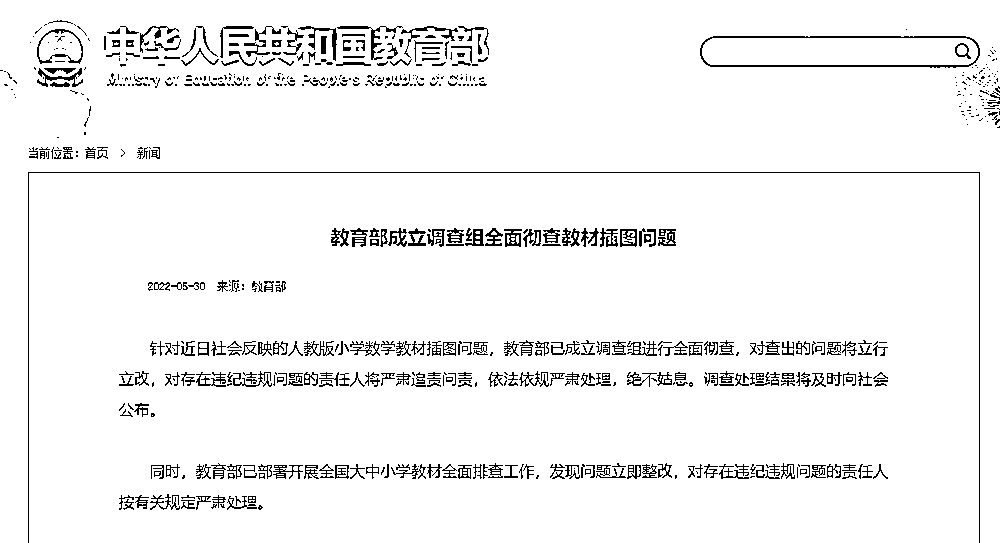 中华人民共和国教育部
Ministry of Education of the People's Republic of China
当前位置：首页 > 新闻
教育部成立调查组全面彻查教材插图问题
2022-05-30 来源：教育部
针对近日社会反映的人教版小学数学教材插图问题，教育部已成立调查组进行全面彻查，对查出的问题将立行
立改，对存在违纪违规问题的责任人将严肃追责问责，依法依规严肃处理，绝不姑息。调查处理结果将及时向社会
公布。
同时，教育部已部署开展全国大中小学教材全面排查工作，发现问题立即整改，对存在违纪违规问题的责任人
按有关规定严肃处理。